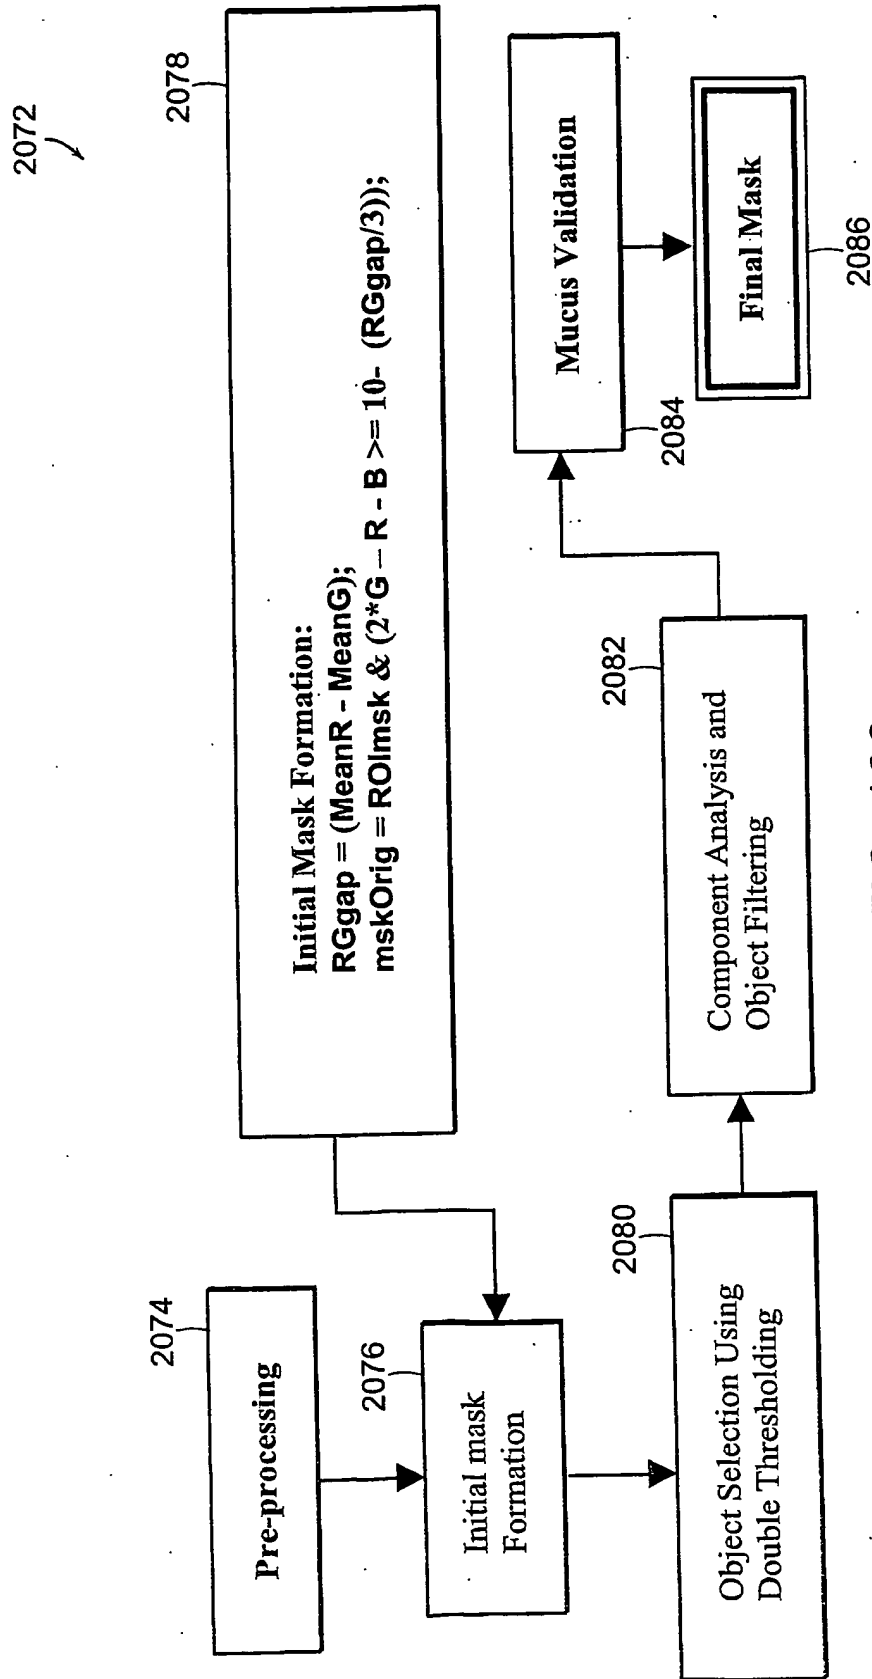 2072
2074
Pre-processing
2076
Initial mask
Formation
2078
Initial Mask Formation:
RGgap = (MeanR - MeanG);
mskOrig = ROImsk & (2*G – R - B >= 10- (RGgap/3));
2080
Object Selection Using
Double Thresholding
2082
Component Analysis and
Object Filtering
2084
Mucus Validation
Final Mask
2086